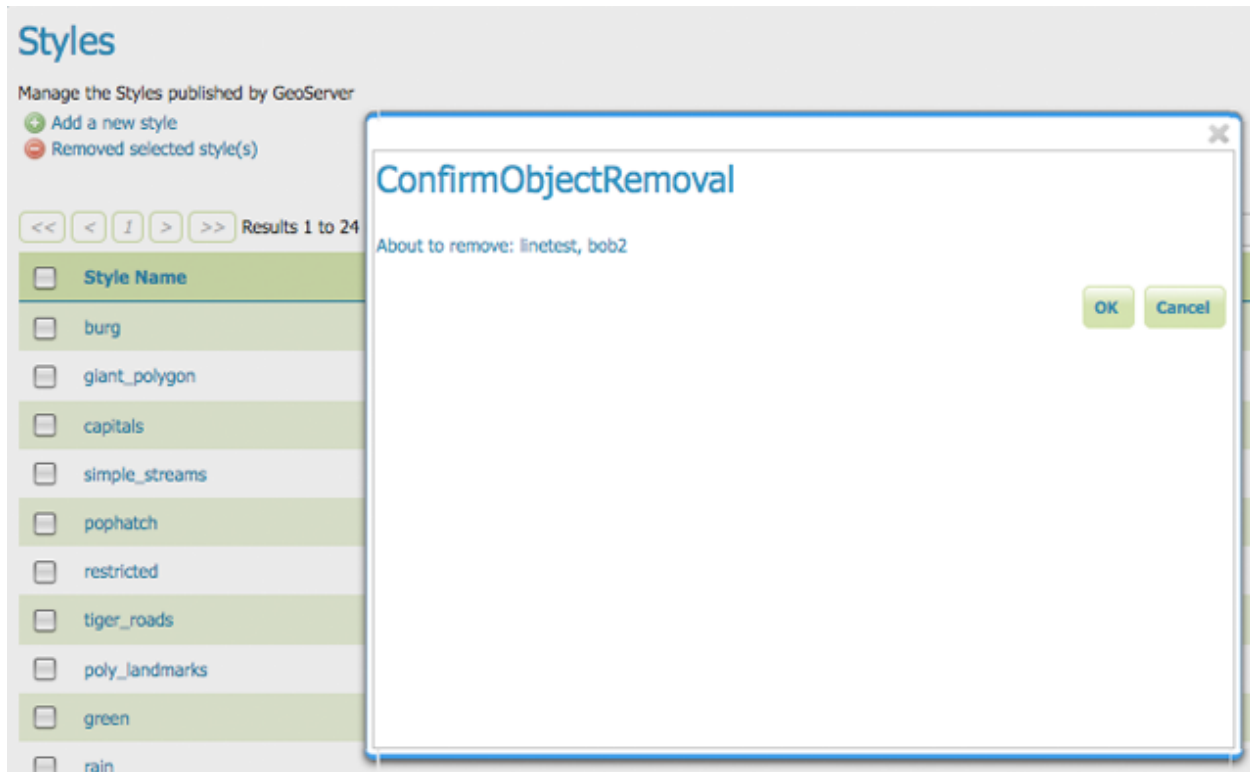 Styles
Manage the Styles published by GeoServer
Add a new style
Removed selected style(s)
<< < 1 > >> Results 1 to 24
Style Name
burg
giant_polygon
capitals
simple_streams
pophatch
restricted
tiger_roads
poly_landmarks
green
rain
ConfirmObjectRemoval
About to remove: linetest, bob2
OK Cancel